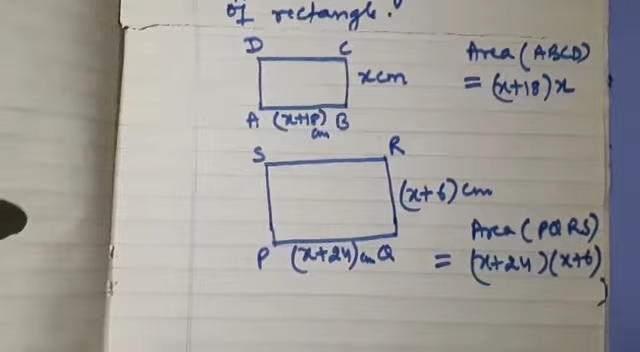 of rectangle.
D C
x cm
A (x+18) B
cm
Area (ABCD)
= (x+18)x
S R
(x+6) cm
P (x+24)cm Q
Area (PQRS)
= (x+24)(x+6)